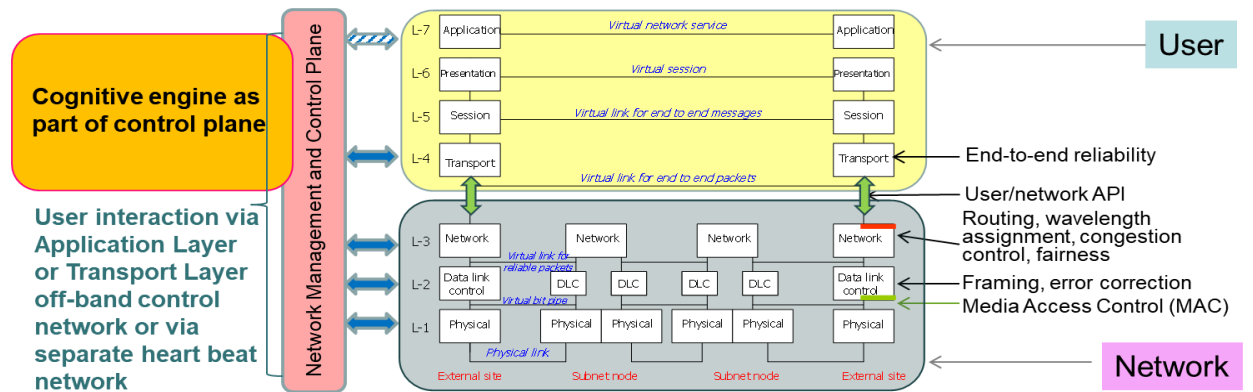 Cognitive engine as
part of control plane
User interaction via
Application Layer
or Transport Layer
off-band control
network or via
separate heart beat
network
Network Management and Control Plane
L-7
Application
Virtual network service
Application
L-6
Presentation
Virtual session
Presentation
L-5
Session
Virtual link for end to end messages
Session
L-4
Transport
Transport
Virtual link for end to end packets
L-3
Network
Network
Network
Network
Virtual link for
reliable packets
L-2
Data link
control
DLC
DLC
DLC
DLC
Data link
control
Virtual bit pipe
L-1
Physical
Physical
Physical
Physical
Physical
Physical
Physical link
External site
Subnet node
Subnet node
External site
User
End-to-end reliability
User/network API
Routing, wavelength
assignment, congestion
control, fairness
Framing, error correction
Media Access Control (MAC)
Network